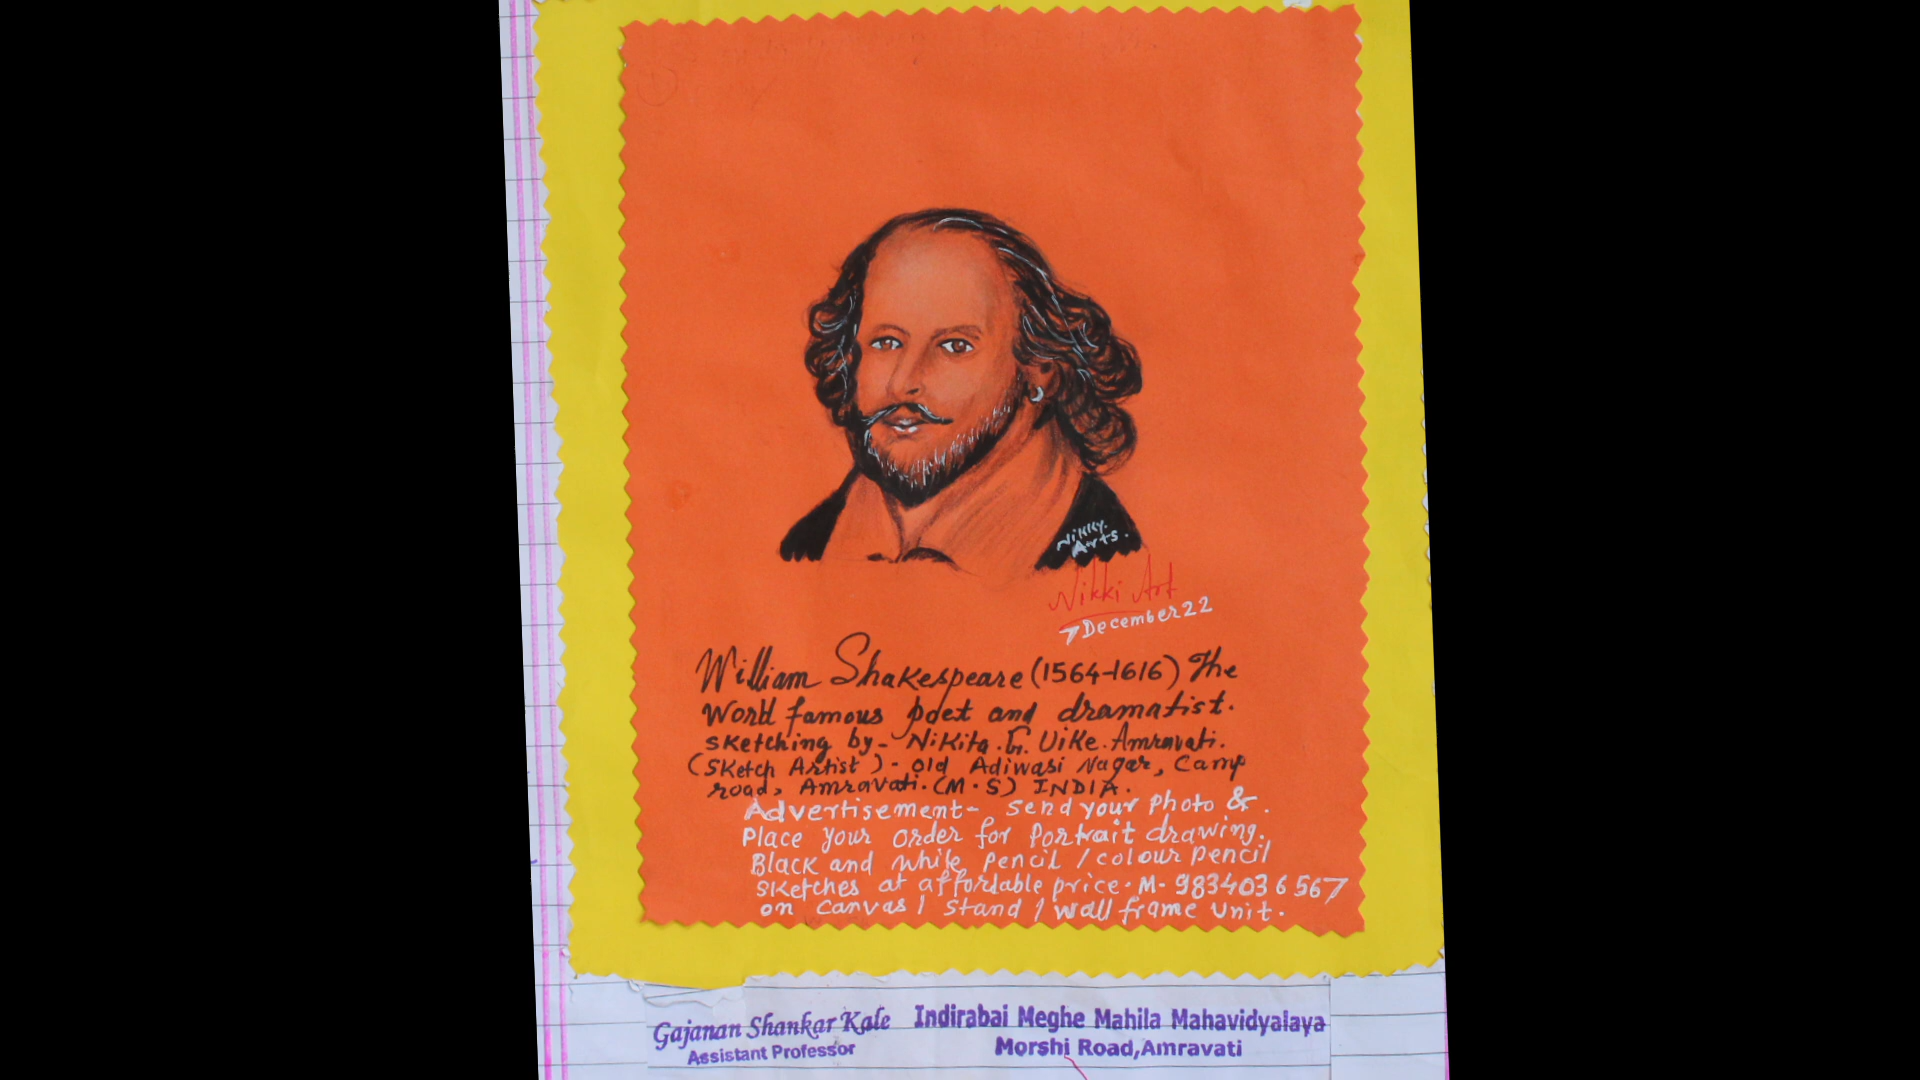 Nikky.
Arts.
Nikki Art
7 December 22
William Shakespeare (1564-1616) The
World famous poet and dramatist.
Sketching by- Nikita.G. Uike. Amravati.
(Sketch Artist) - Old Adiwasi Nagar, Camp
road, Amravati. (M.S) INDIA.
Advertisement- Send your photo &.
Place your order for Portrait drawing.
Black and while pencil / colour pencil
sketches at affordable price. M- 9834036567
on canvas / stand / wall frame unit.
Gajanan Shankar Kale
Assistant Professor
Indirabai Meghe Mahila Mahavidyalaya
Morshi Road,Amravati